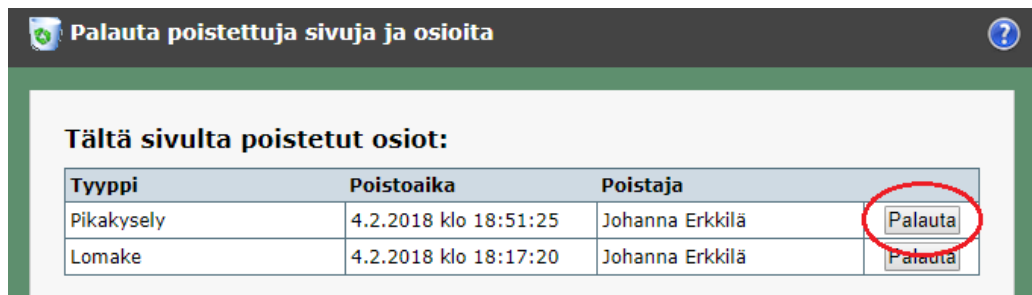 Palauta poistettuja sivuja ja osioita ?
Tältä sivulta poistetut osiot:
Tyyppi Poistoaika Poistaja
Pikakysely 4.2.2018 klo 18:51:25 Johanna Erkkilä Palauta
Lomake 4.2.2018 klo 18:17:20 Johanna Erkkilä Palauta